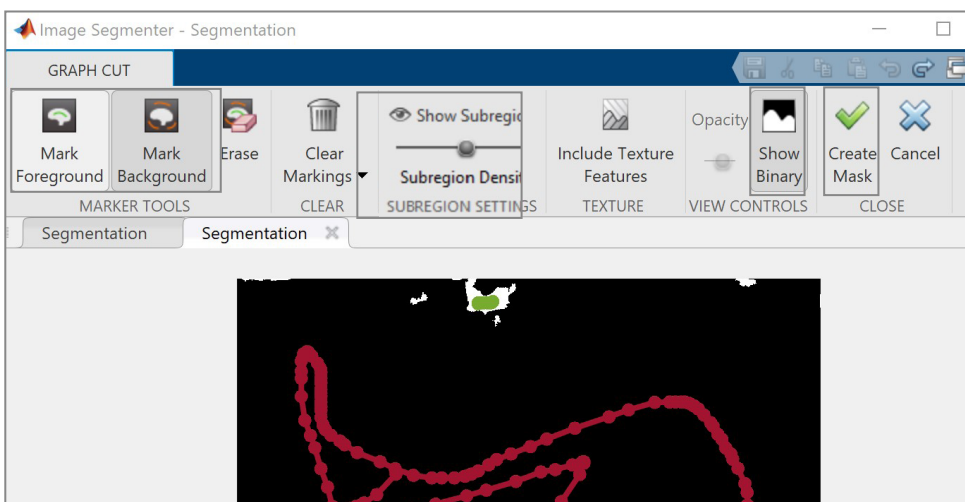 Image Segmenter - Segmentation
GRAPH CUT
Mark Foreground
Mark Background
Erase
Clear Markings
Show Subregic
Subregion Densit
Include Texture Features
Opacity
Show Binary
Create Mask
Cancel
MARKER TOOLS
CLEAR
SUBREGION SETTINGS
TEXTURE
VIEW CONTROLS
CLOSE
Segmentation
Segmentation